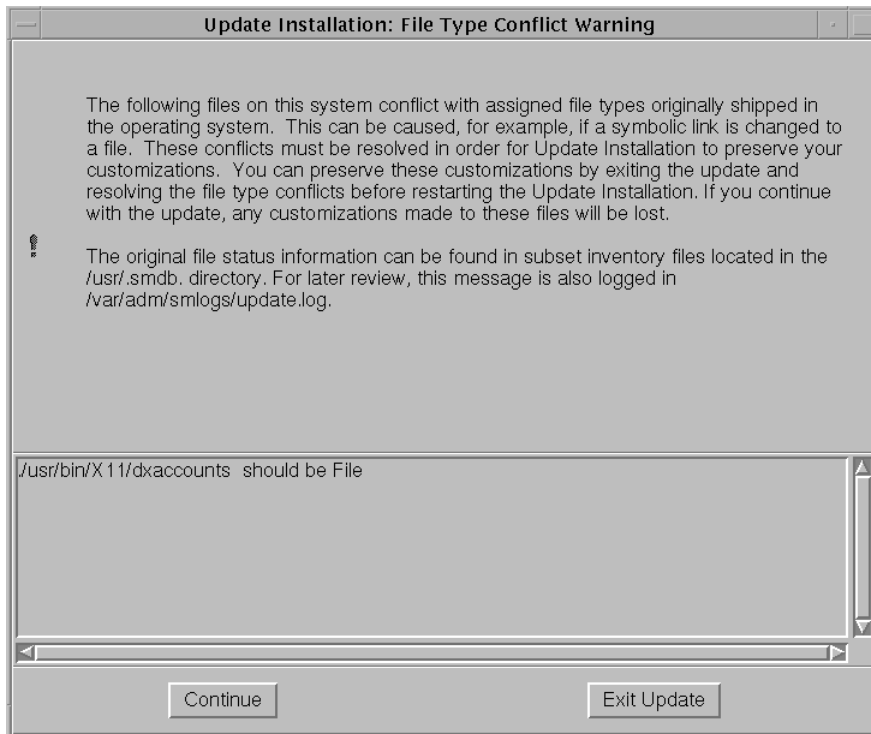 Update Installation: File Type Conflict Warning
The following files on this system conflict with assigned file types originally shipped in
the operating system.  This can be caused, for example, if a symbolic link is changed to
a file.  These conflicts must be resolved in order for Update Installation to preserve your
customizations.  You can preserve these customizations by exiting the update and
resolving the file type conflicts before restarting the Update Installation. If you continue
with the update, any customizations made to these files will be lost.
The original file status information can be found in subset inventory files located in the
/usr/.smdb. directory. For later review, this message is also logged in
/var/adm/smlogs/update.log.
./usr/bin/X11/dxaccounts  should be File
Continue
Exit Update